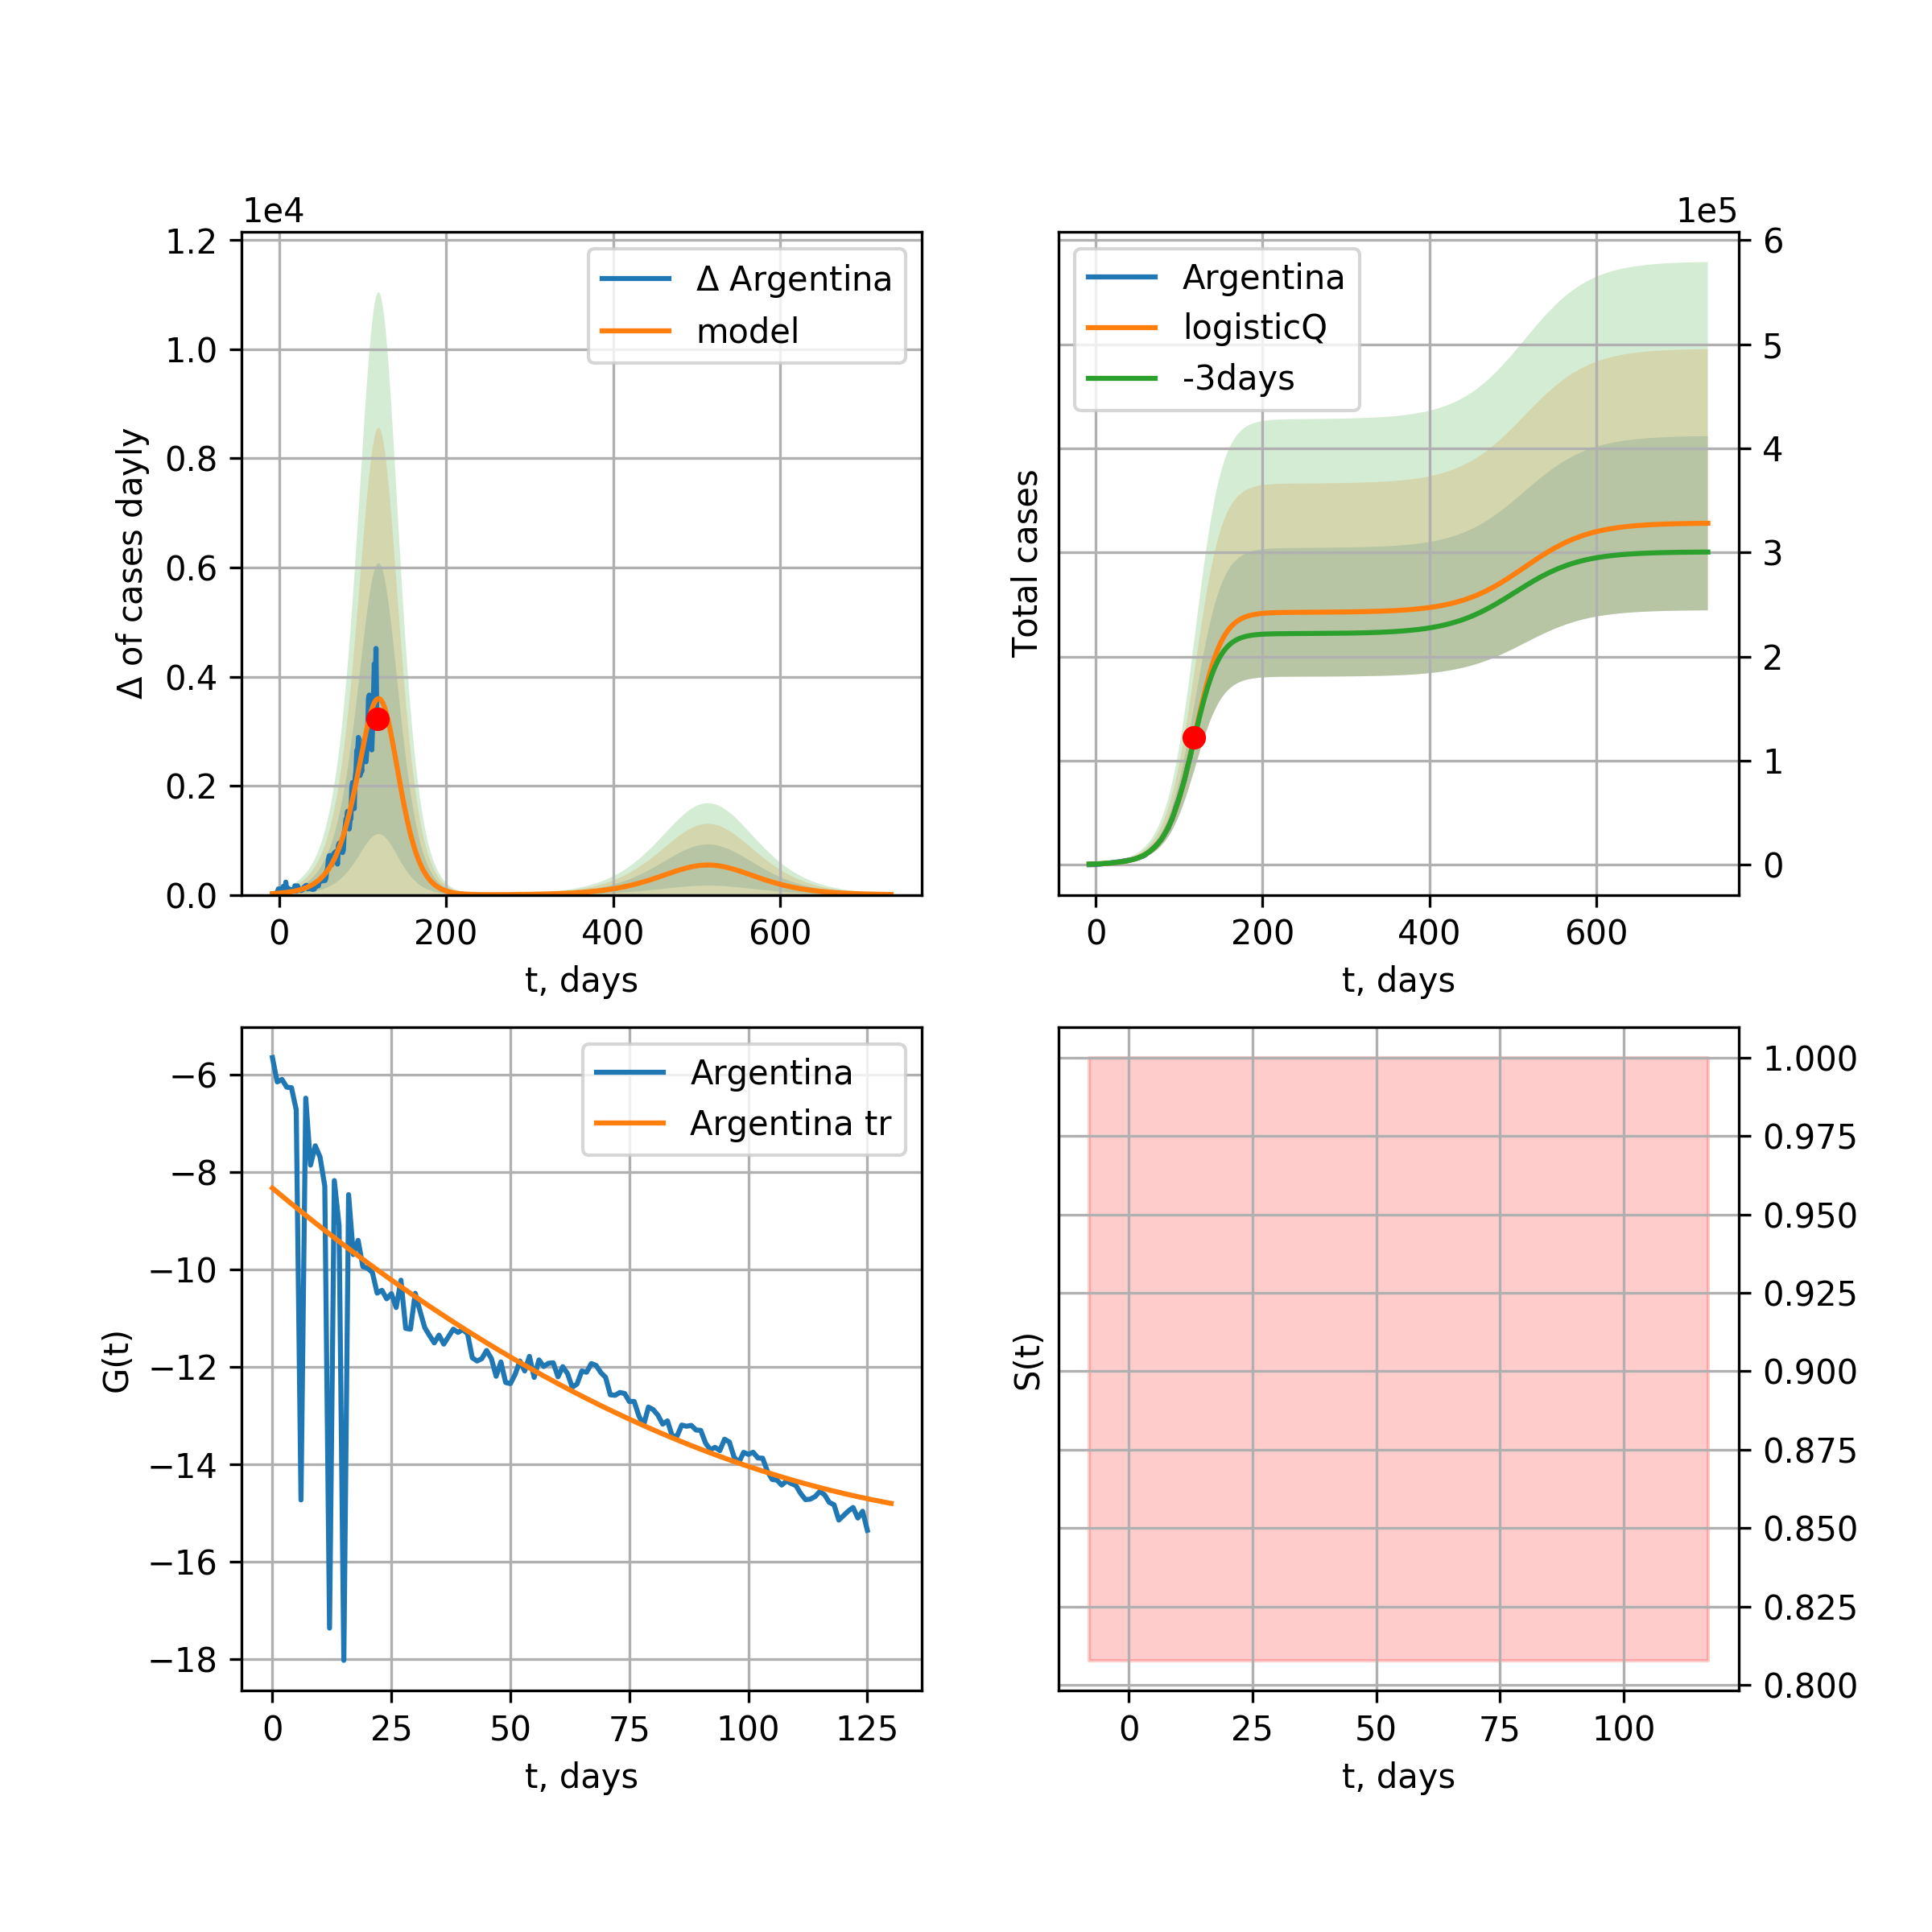 1e4
1.2
1.0
0.8
0.6
0.4
0.2
0.0
Δ of cases dayly
Δ Argentina
model
0 200 400 600
t, days
1e5
6
5
4
3
2
1
0
Total cases
Argentina
logisticQ
-3days
0 200 400 600
t, days
−6
−8
−10
−12
−14
−16
−18
G(t)
Argentina
Argentina tr
0 25 50 75 100 125
t, days
1.000
0.975
0.950
0.925
0.900
0.875
0.850
0.825
0.800
S(t)
0 25 50 75 100
t, days